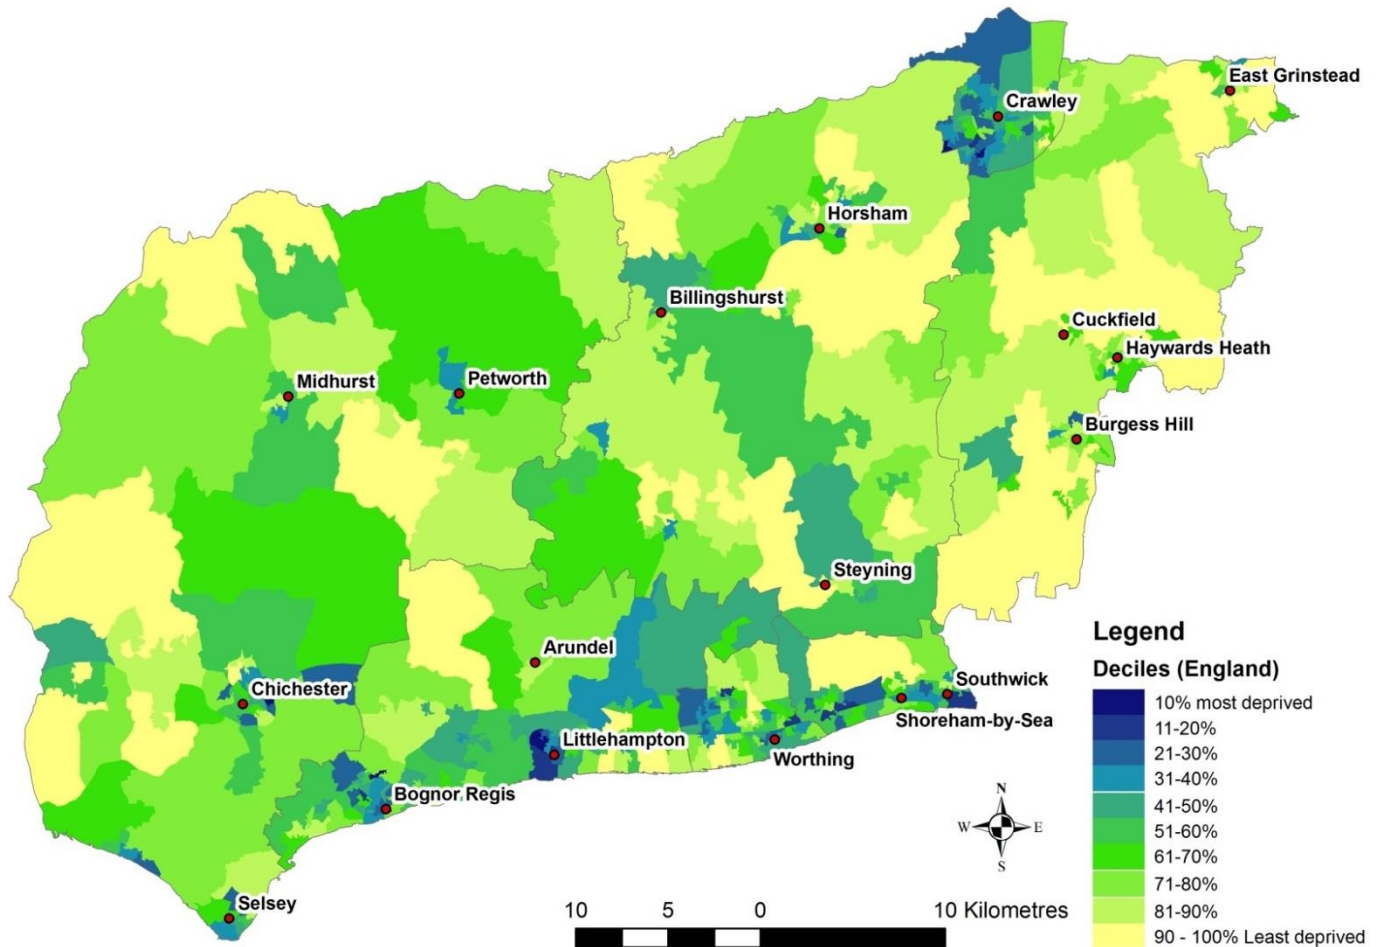 East Grinstead
Crawley
Horsham
Billingshurst
Cuckfield
Haywards Heath
Midhurst
Petworth
Burgess Hill
Steyning
Arundel
Chichester
Southwick
Shoreham-by-Sea
Littlehampton
Worthing
Bognor Regis
Selsey
N
W E
S
10 5 0 10 Kilometres
Legend
Deciles (England)
10% most deprived
11-20%
21-30%
31-40%
41-50%
51-60%
61-70%
71-80%
81-90%
90 - 100% Least deprived